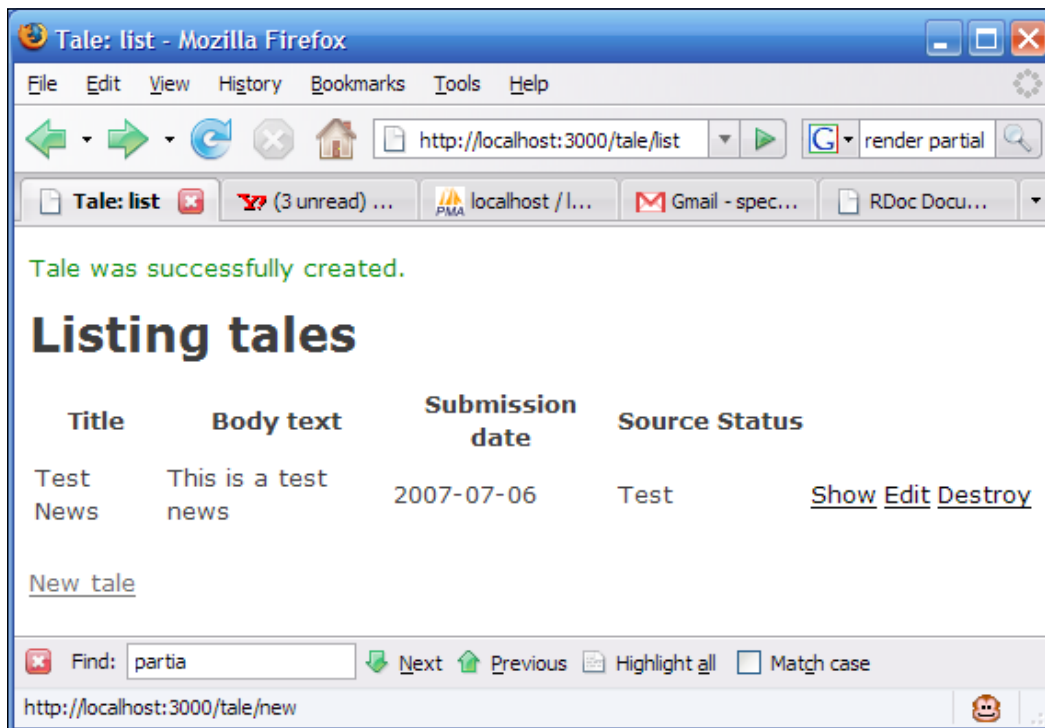 Tale: list - Mozilla Firefox
File Edit View History Bookmarks Tools Help
http://localhost:3000/tale/list G render partial
Tale: list Y! (3 unread) ... PMA localhost / l... Gmail - spec... RDoc Docu...
Tale was successfully created.
Listing tales
Title Body text Submission date Source Status
Test News This is a test news 2007-07-06 Test Show Edit Destroy
New tale
Find: partia Next Previous Highlight all Match case
http://localhost:3000/tale/new